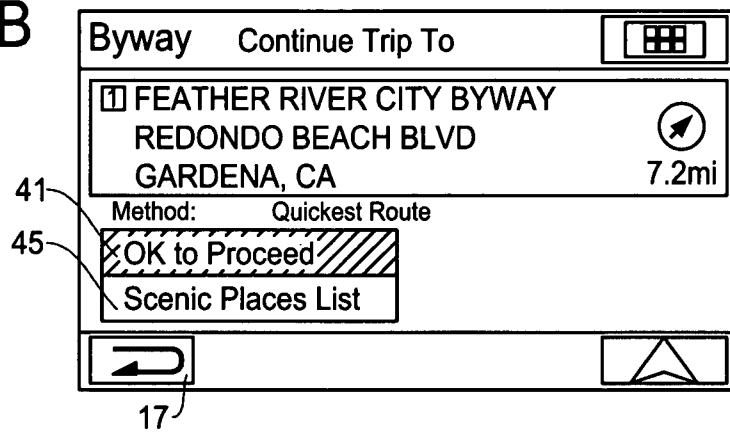 B
Byway Continue Trip To
1 FEATHER RIVER CITY BYWAY
REDONDO BEACH BLVD
GARDENA, CA
7.2mi
41
Method: Quickest Route
45
OK to Proceed
Scenic Places List
17